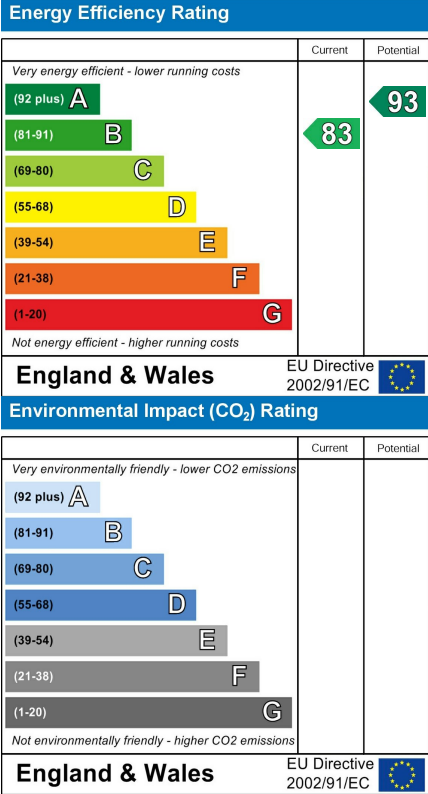 Energy Efficiency Rating
Current Potential
Very energy efficient - lower running costs
(92 plus) A 93
(81-91) B 83
(69-80) C
(55-68) D
(39-54) E
(21-38) F
(1-20) G
Not energy efficient - higher running costs
England & Wales
EU Directive
2002/91/EC
Environmental Impact (CO₂) Rating
Current Potential
Very environmentally friendly - lower CO2 emissions
(92 plus) A
(81-91) B
(69-80) C
(55-68) D
(39-54) E
(21-38) F
(1-20) G
Not environmentally friendly - higher CO2 emissions
England & Wales
EU Directive
2002/91/EC